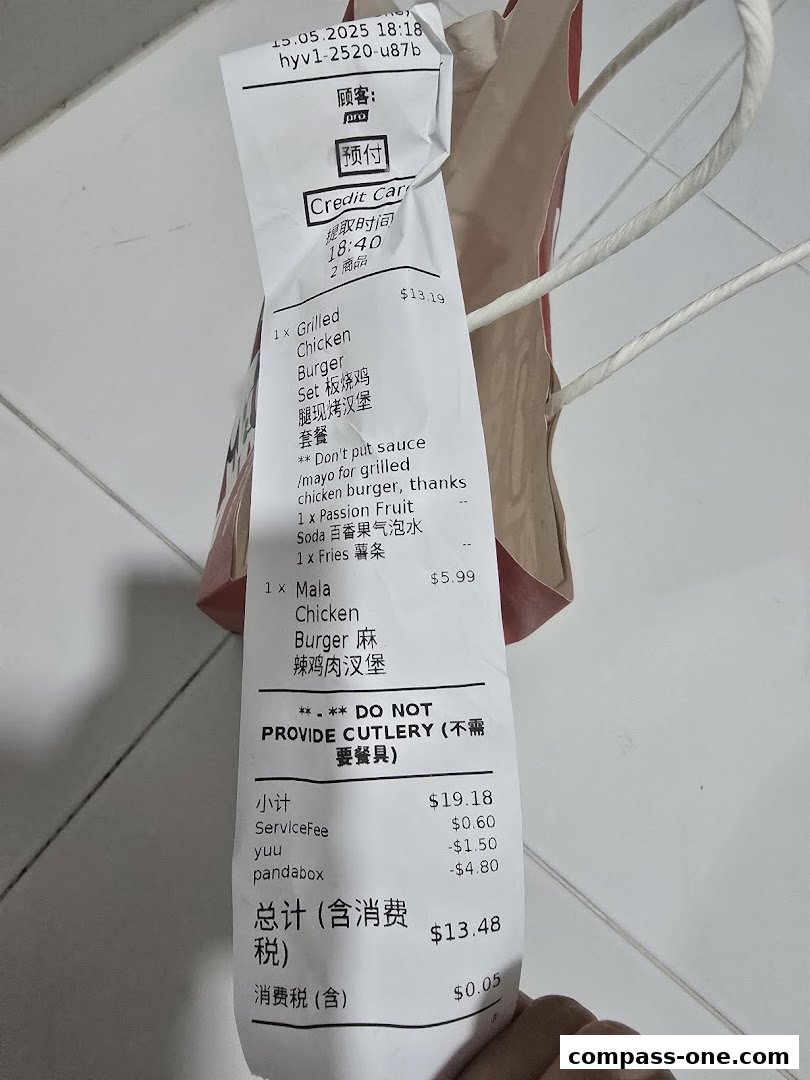 15.05.2025 18:18
hyv1-2520-u87b
顾客:
pro
预付
Credit Car
提取时间
18:40
2 商品
1 x Grilled $13.19
Chicken
Burger
Set 板烧鸡
腿现烤汉堡
套餐
** Don't put sauce
/mayo for grilled
chicken burger, thanks
1 x Passion Fruit --
Soda 百香果气泡水
1 x Fries 薯条 --
1 x Mala $5.99
Chicken
Burger 麻
辣鸡肉汉堡
** - ** DO NOT
PROVIDE CUTLERY (不需
要餐具)
小计 $19.18
ServiceFee $0.60
yuu -$1.50
pandabox -$4.80
总计 (含消费 $13.48
税)
消费税 (含) $0.05
compass-one.com